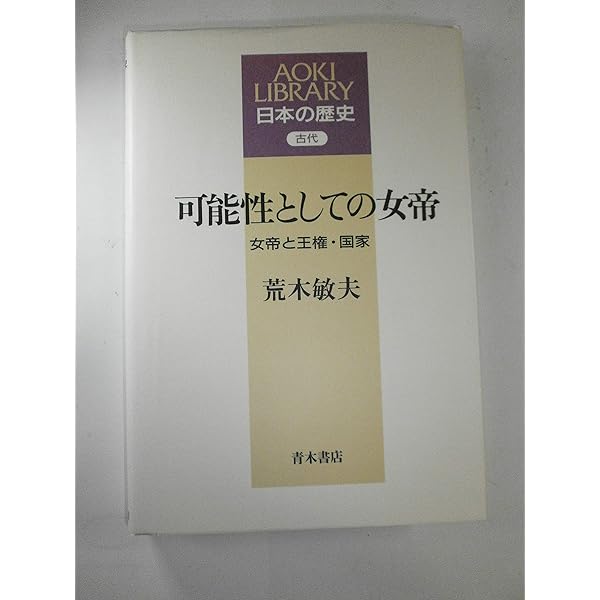 AOKI
LIBRARY
日本の歴史
古代
可能性としての女帝
女帝と王権・国家
荒木敏夫
青木書店